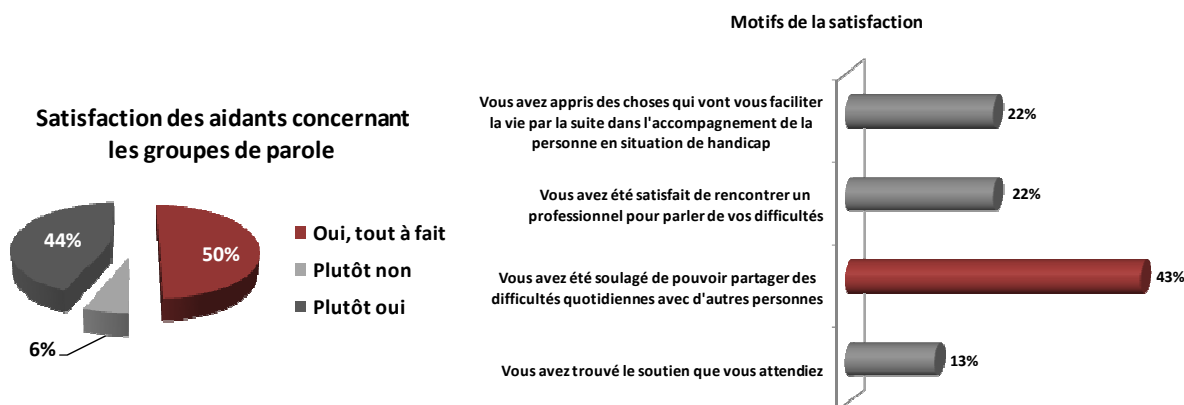 Satisfaction des aidants concernant
les groupes de parole
44%
50%
6%
Oui, tout à fait
Plutôt non
Plutôt oui
Motifs de la satisfaction
Vous avez appris des choses qui vont vous faciliter
la vie par la suite dans l'accompagnement de la
personne en situation de handicap
22%
Vous avez été satisfait de rencontrer un
professionnel pour parler de vos difficultés
22%
Vous avez été soulagé de pouvoir partager des
difficultés quotidiennes avec d'autres personnes
43%
Vous avez trouvé le soutien que vous attendiez
13%